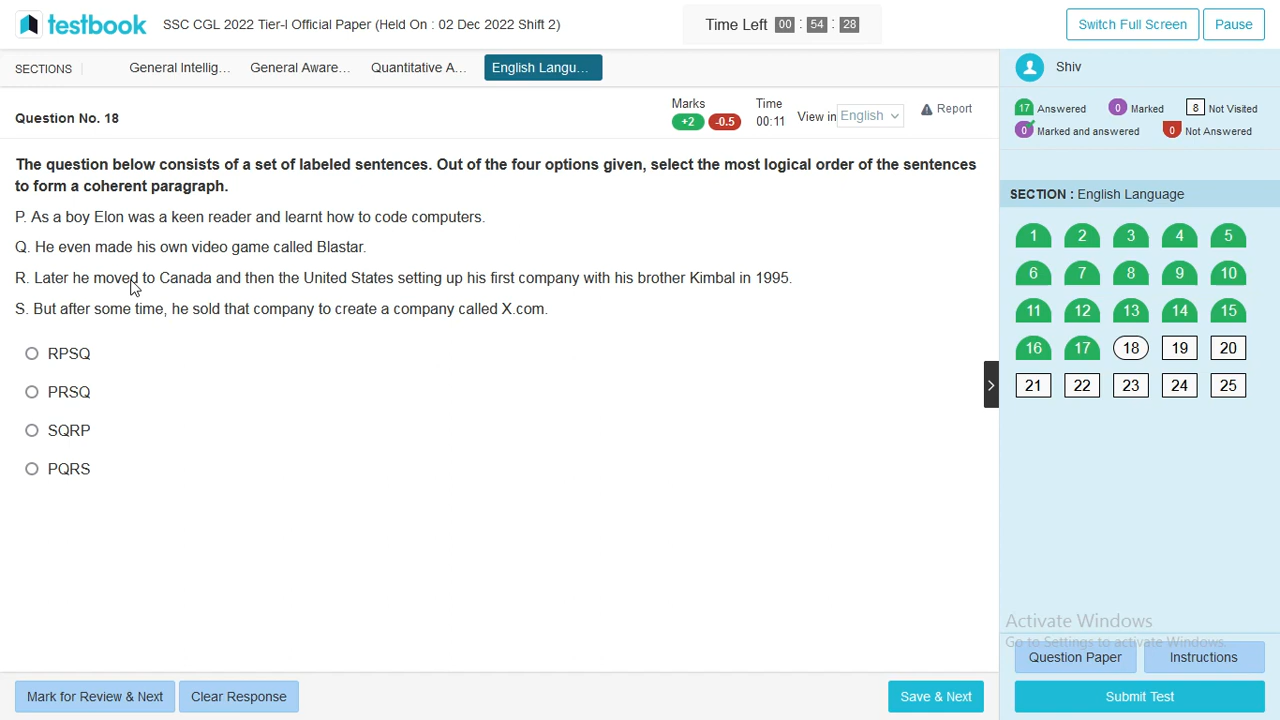 testbook SSC CGL 2022 Tier-I Official Paper (Held On : 02 Dec 2022 Shift 2) Time Left 00 : 54 : 28 Switch Full Screen Pause
SECTIONS General Intellig... General Aware... Quantitative A... English Langu... Shiv
Question No. 18 Marks +2 -0.5 Time 00:11 View in English Report
17 Answered 0 Marked 8 Not Visited
0 Marked and answered 0 Not Answered
The question below consists of a set of labeled sentences. Out of the four options given, select the most logical order of the sentences
to form a coherent paragraph.
P. As a boy Elon was a keen reader and learnt how to code computers.
Q. He even made his own video game called Blastar.
R. Later he moved to Canada and then the United States setting up his first company with his brother Kimbal in 1995.
S. But after some time, he sold that company to create a company called X.com.
RPSQ
PRSQ
SQRP
PQRS
SECTION : English Language
1 2 3 4 5
6 7 8 9 10
11 12 13 14 15
16 17 18 19 20
21 22 23 24 25
Activate Windows
Go to Settings to activate Windows.
Question Paper Instructions
Mark for Review & Next Clear Response Save & Next Submit Test